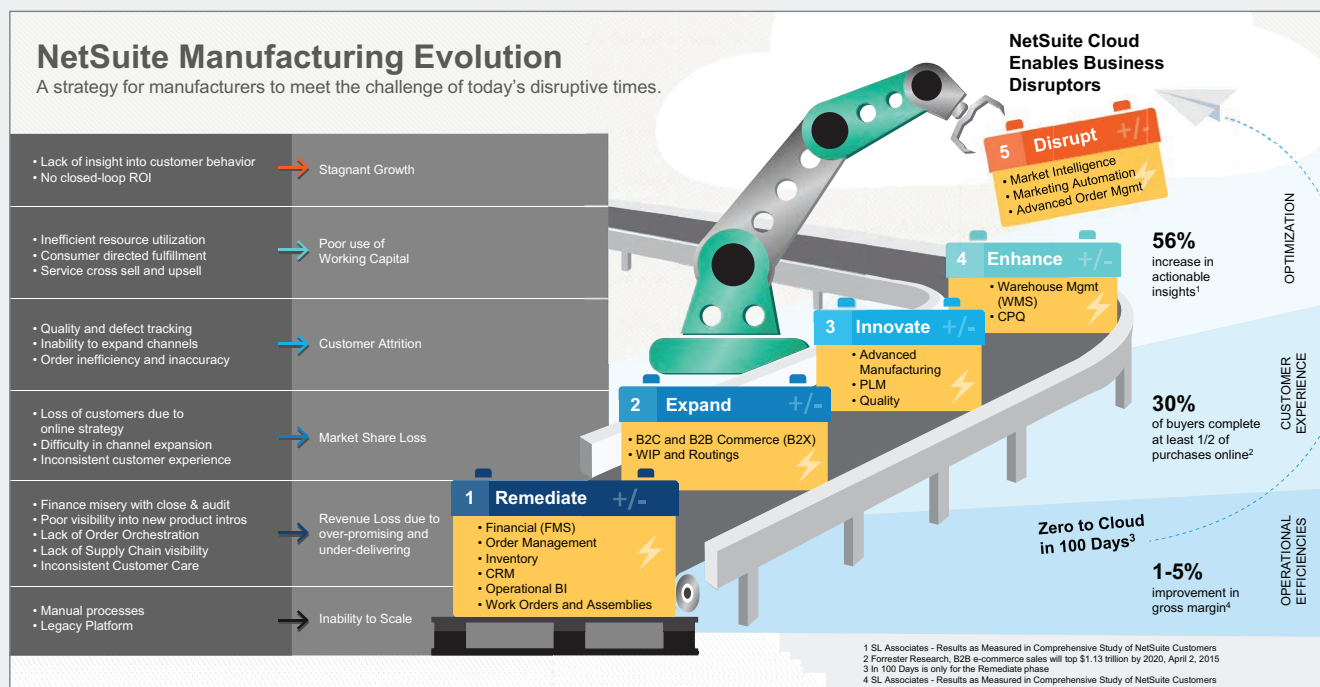 NetSuite Manufacturing Evolution
A strategy for manufacturers to meet the challenge of today's disruptive times.
• Lack of insight into customer behavior
• No closed-loop ROI
Stagnant Growth
• Inefficient resource utilization
• Consumer directed fulfillment
• Service cross sell and upsell
Poor use of
Working Capital
• Quality and defect tracking
• Inability to expand channels
• Order inefficiency and inaccuracy
Customer Attrition
• Loss of customers due to
online strategy
• Difficulty in channel expansion
• Inconsistent customer experience
Market Share Loss
• Finance misery with close & audit
• Poor visibility into new product intros
• Lack of Order Orchestration
• Lack of Supply Chain visibility
• Inconsistent Customer Care
Revenue Loss due to
over-promising and
under-delivering
• Manual processes
• Legacy Platform
Inability to Scale
1 Remediate +/-
• Financial (FMS)
• Order Management
• Inventory
• CRM
• Operational BI
• Work Orders and Assemblies
2 Expand +/-
• B2C and B2B Commerce (B2X)
• WIP and Routings
3 Innovate +/-
• Advanced
Manufacturing
• PLM
• Quality
4 Enhance +/-
• Warehouse Mgmt
(WMS)
• CPQ
NetSuite Cloud
Enables Business
Disruptors
5 Disrupt +/-
• Market Intelligence
• Marketing Automation
• Advanced Order Mgmt
56%
increase in
actionable
insights1
OPTIMIZATION
30%
of buyers complete
at least 1/2 of
purchases online2
CUSTOMER
EXPERIENCE
Zero to Cloud
in 100 Days3
1-5%
improvement in
gross margin4
OPERATIONAL
EFFICIENCIES
1 SL Associates - Results as Measured in Comprehensive Study of NetSuite Customers
2 Forrester Research, B2B e-commerce sales will top $1.13 trillion by 2020, April 2, 2015
3 In 100 Days is only for the Remediate phase
4 SL Associates - Results as Measured in Comprehensive Study of NetSuite Customers